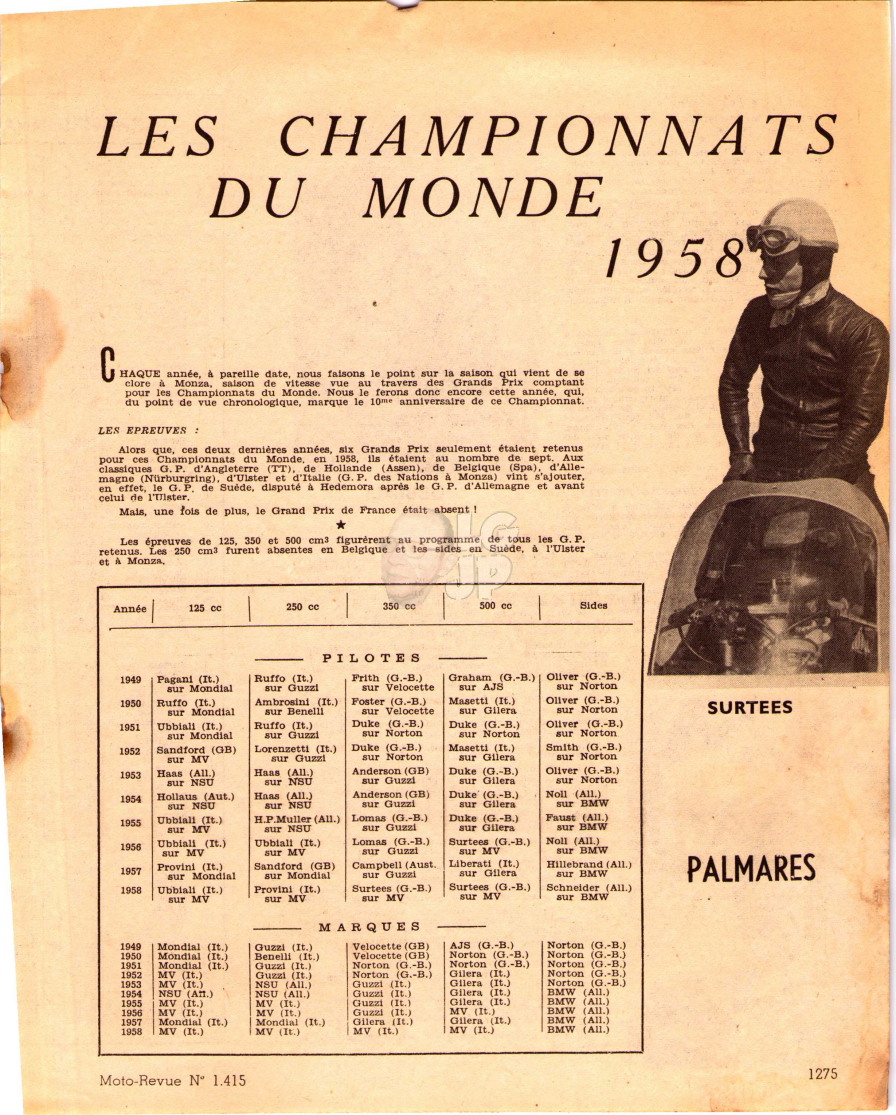 LES CHAMPIONNATS
DU MONDE
1958
CHAQUE année, à pareille date, nous faisons le point sur la saison qui vient de se
clore à Monza, saison de vitesse vue au travers des Grands Prix comptant
pour les Championnats du Monde. Nous le ferons donc encore cette année, qui,
du point de vue chronologique, marque le 10me anniversaire de ce Championnat.
LES EPREUVES :
Alors que, ces deux dernières années, six Grands Prix seulement étaient retenus
pour ces Championnats du Monde, en 1958, ils étaient au nombre de sept. Aux
classiques G.P. d'Angleterre (TT), de Hollande (Assen), de Belgique (Spa), d'Alle-
magne (Nürburgring), d'Ulster et d'Italie (G.P. des Nations à Monza) vint s'ajouter,
en effet, le G.P. de Suède, disputé à Hedemora après le G.P. d'Allemagne et avant
celui de l'Ulster.
Mais, une fois de plus, le Grand Prix de France était absent !
★
Les épreuves de 125, 350 et 500 cm3 figurèrent au programme de tous les G.P.
retenus. Les 250 cm3 furent absentes en Belgique et les sides en Suède, à l'Ulster
et à Monza.
LG
JP
Année 125 cc 250 cc 350 cc 500 cc Sides
PILOTES
1949 Pagani (It.) Ruffo (It.) Frith (G.-B.) Graham (G.-B.) Oliver (G.-B.)
sur Mondial sur Guzzi sur Velocette sur AJS sur Norton
1950 Ruffo (It.) Ambrosini (It.) Foster (G.-B.) Masetti (It.) Oliver (G.-B.)
sur Mondial sur Benelli sur Velocette sur Gilera sur Norton
1951 Ubbiali (It.) Ruffo (It.) Duke (G.-B.) Duke (G.-B.) Oliver (G.-B.)
sur Mondial sur Guzzi sur Norton sur Norton sur Norton
1952 Sandford (GB) Lorenzetti (It.) Duke (G.-B.) Masetti (It.) Smith (G.-B.)
sur MV sur Guzzi sur Norton sur Gilera sur Norton
1953 Haas (All.) Haas (All.) Anderson (GB) Duke (G.-B.) Oliver (G.-B.)
sur NSU sur NSU sur Guzzi sur Gilera sur Norton
1954 Hollaus (Aut.) Haas (All.) Anderson (GB) Duke (G.-B.) Noll (All.)
sur NSU sur NSU sur Guzzi sur Gilera sur BMW
1955 Ubbiali (It.) H.P.Muller (All.) Lomas (G.-B.) Duke (G.-B.) Faust (All.)
sur MV sur NSU sur Guzzi sur Gilera sur BMW
1956 Ubbiali (It.) Ubbiali (It.) Lomas (G.-B.) Surtees (G.-B.) Noll (All.)
sur MV sur MV sur Guzzi sur MV sur BMW
1957 Provini (It.) Sandford (GB) Campbell (Aust. Liberati (It.) Hillebrand (All.)
sur Mondial sur Mondial sur Guzzi sur Gilera sur BMW
1958 Ubbiali (It.) Provini (It.) Surtees (G.-B.) Surtees (G.-B.) Schneider (All.)
sur MV sur MV sur MV sur MV sur BMW
MARQUES
1949 Mondial (It.) Guzzi (It.) Velocette (GB) AJS (G.-B.) Norton (G.-B.)
1950 Mondial (It.) Benelli (It.) Velocette (GB) Norton (G.-B.) Norton (G.-B.)
1951 Mondial (It.) Guzzi (It.) Norton (G.-B.) Norton (G.-B.) Norton (G.-B.)
1952 MV (It.) Guzzi (It.) Norton (G.-B.) Gilera (It.) Norton (G.-B.)
1953 MV (It.) NSU (All.) Guzzi (It.) Gilera (It.) Norton (G.-B.)
1954 NSU (All.) NSU (All.) Guzzi (It.) Gilera (It.) BMW (All.)
1955 MV (It.) MV (It.) Guzzi (It.) Gilera (It.) BMW (All.)
1956 MV (It.) MV (It.) Guzzi (It.) MV (It.) BMW (All.)
1957 Mondial (It.) Mondial (It.) Gilera (It.) Gilera (It.) BMW (All.)
1958 MV (It.) MV (It.) MV (It.) MV (It.) BMW (All.)
SURTEES
PALMARES
Moto-Revue N° 1.415
1275